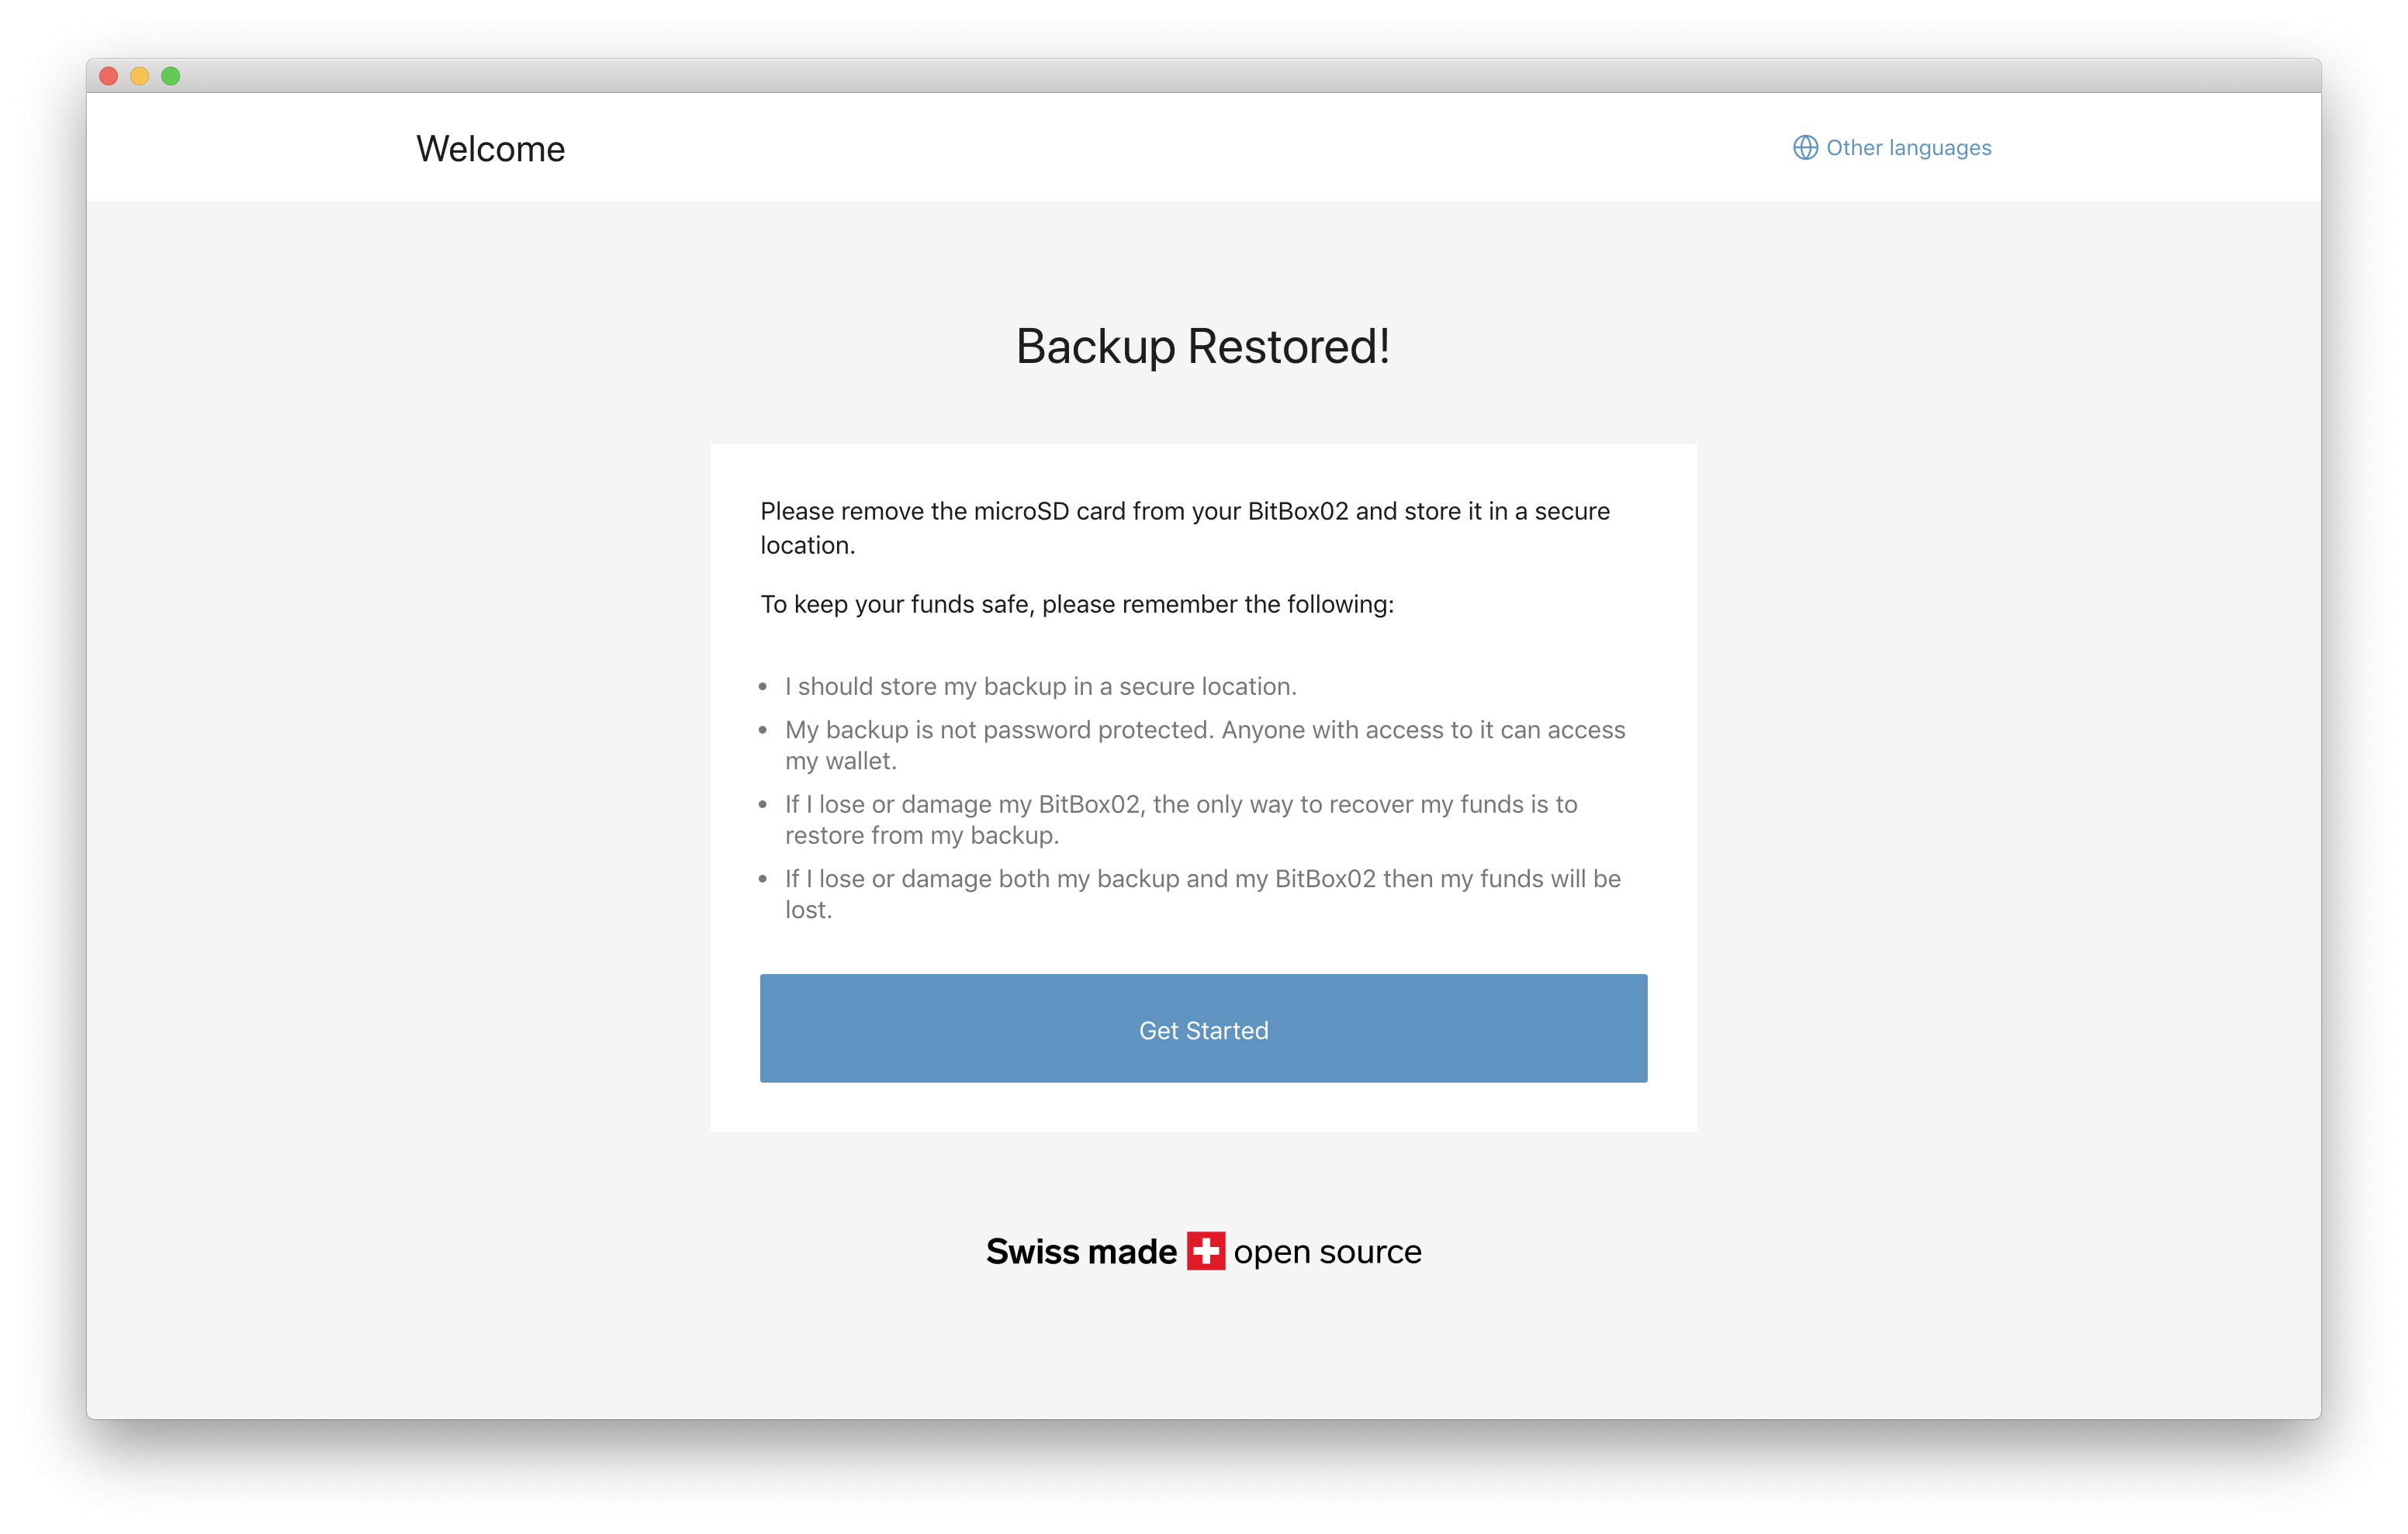 Welcome
Other languages
Backup Restored!
Please remove the microSD card from your BitBox02 and store it in a secure
location.
To keep your funds safe, please remember the following:
• I should store my backup in a secure location.
• My backup is not password protected. Anyone with access to it can access
my wallet.
• If I lose or damage my BitBox02, the only way to recover my funds is to
restore from my backup.
• If I lose or damage both my backup and my BitBox02 then my funds will be
lost.
Get Started
Swiss made open source